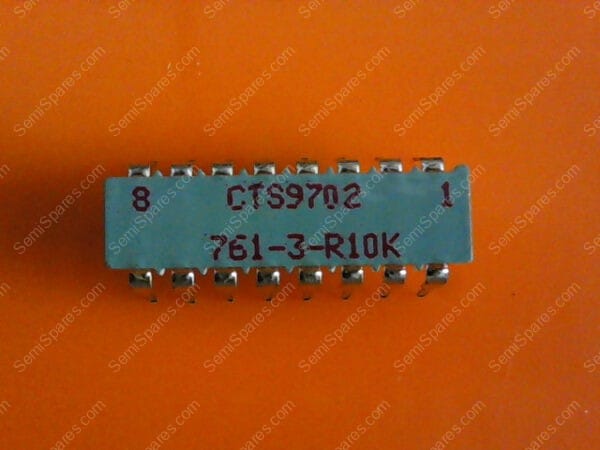 8 CTS9702 1
761-3-R10K
SemiSpares.com